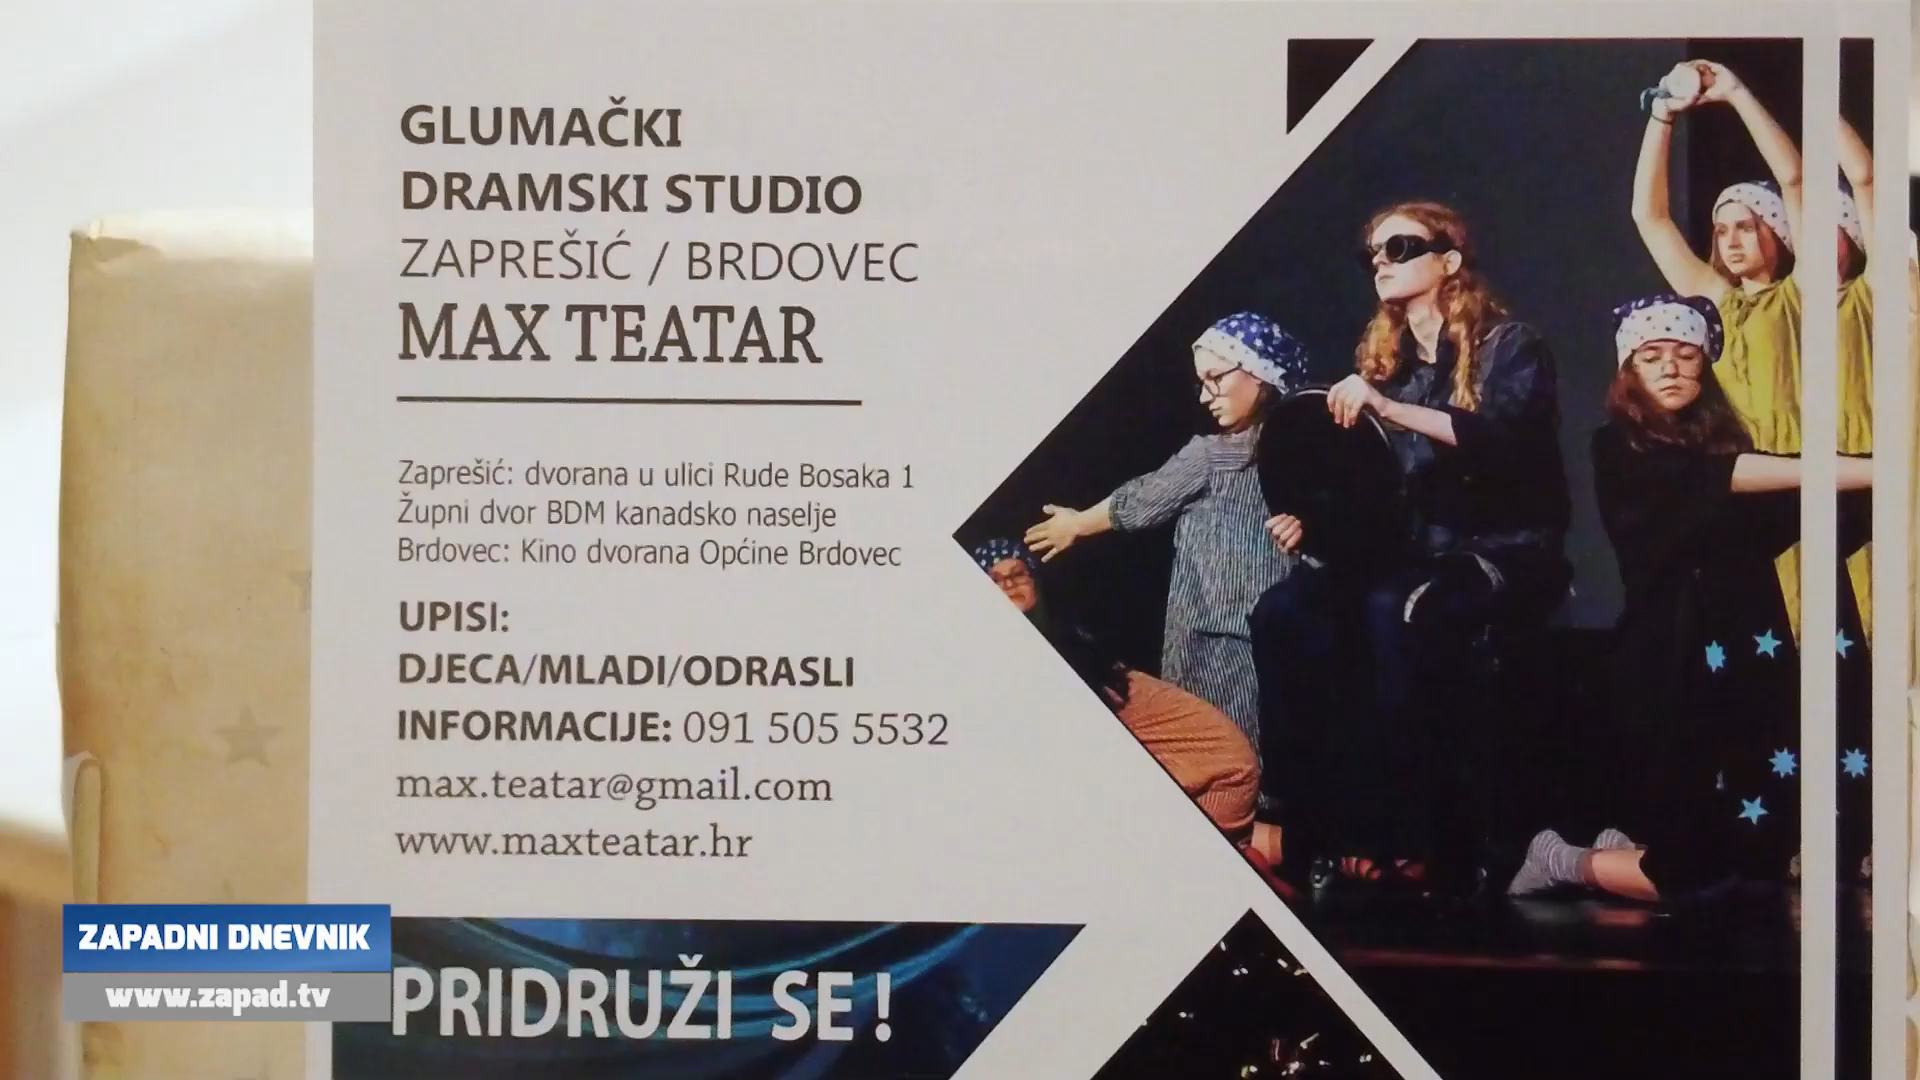 GLUMAČKI
DRAMSKI STUDIO
ZAPREŠIĆ / BRDOVEC
MAX TEATAR
Zaprešić: dvorana u ulici Rude Bosaka 1
Župni dvor BDM kanadsko naselje
Brdovec: Kino dvorana Općine Brdovec
UPISI:
DJECA/MLADI/ODRASLI
INFORMACIJE: 091 505 5532
max.teatar@gmail.com
www.maxteatar.hr
PRIDRUŽI SE!
ZAPADNI DNEVNIK
www.zapad.tv